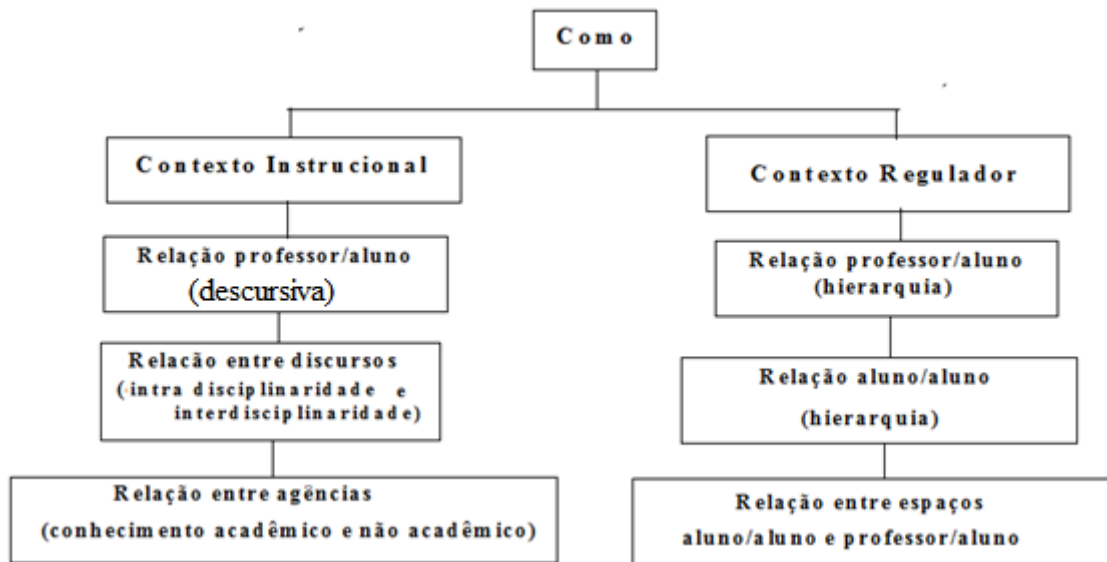 Como
Contexto Instrucional
Relação professor/aluno
(descursiva)
Relacão entre discursos
(intra disciplinaridade e
interdisciplinaridade)
Relação entre agências
(conhecimento acadêmico e não acadêmico)
Contexto Regulador
Relação professor/aluno
(hierarquia)
Relação aluno/aluno
(hierarquia)
Relação entre espaços
aluno/aluno e professor/aluno